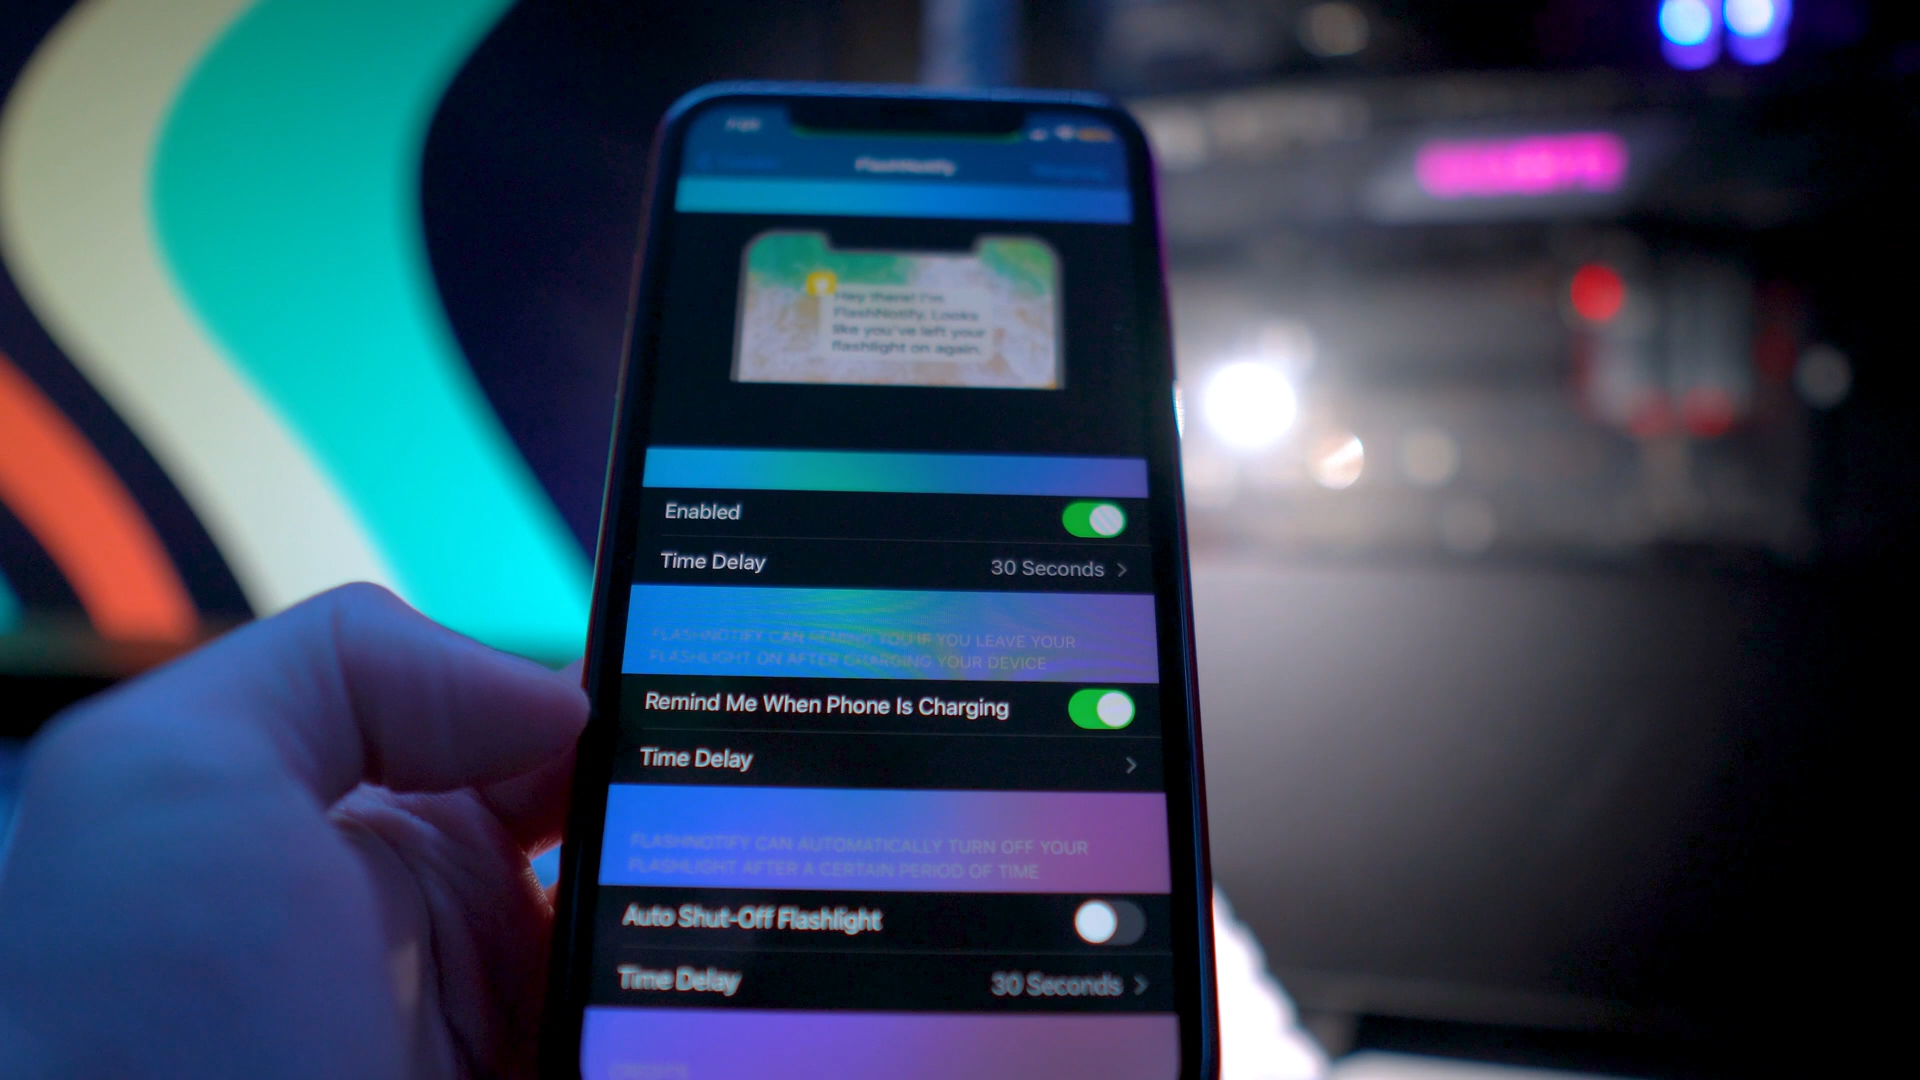 FlashNotify
Hey there! I'm
FlashNotify. Looks
like you've left your
flashlight on again.
Enabled
Time Delay 30 Seconds
FLASHNOTIFY CAN REMIND YOU IF YOU LEAVE YOUR
FLASHLIGHT ON AFTER CHARGING YOUR DEVICE
Remind Me When Phone Is Charging
Time Delay
FLASHNOTIFY CAN AUTOMATICALLY TURN OFF YOUR
FLASHLIGHT AFTER A CERTAIN PERIOD OF TIME
Auto Shut-Off Flashlight
Time Delay 30 Seconds